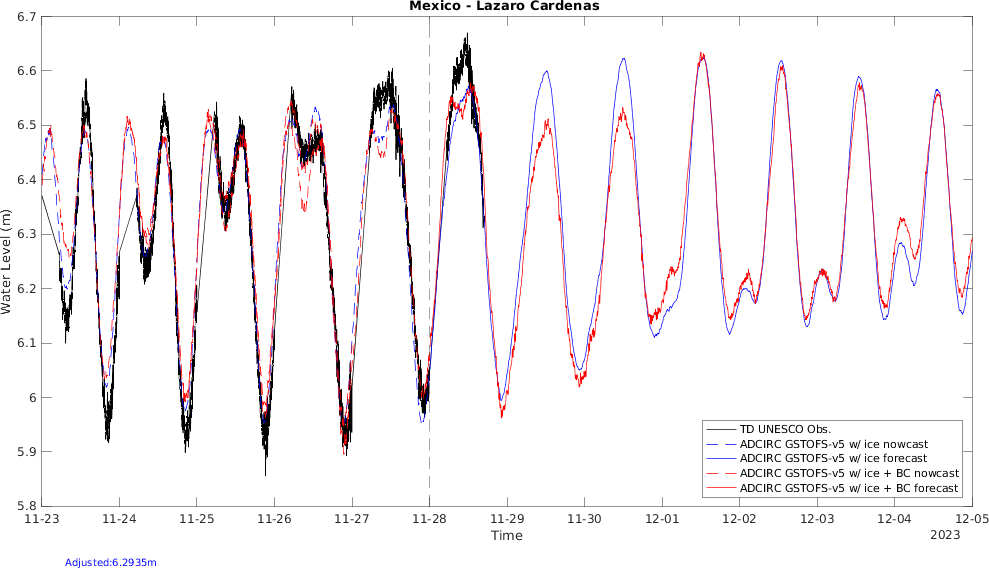 Mexico - Lazaro Cardenas
6.7
6.6
6.5
6.4
6.3
6.2
6.1
6
5.9
5.8
Water Level (m)
11-23 11-24 11-25 11-26 11-27 11-28 11-29 11-30 12-01 12-02 12-03 12-04 12-05
Time
2023
TD UNESCO Obs.
ADCIRC GSTOFS-v5 w/ ice nowcast
ADCIRC GSTOFS-v5 w/ ice forecast
ADCIRC GSTOFS-v5 w/ ice + BC nowcast
ADCIRC GSTOFS-v5 w/ ice + BC forecast
Adjusted:6.2935m